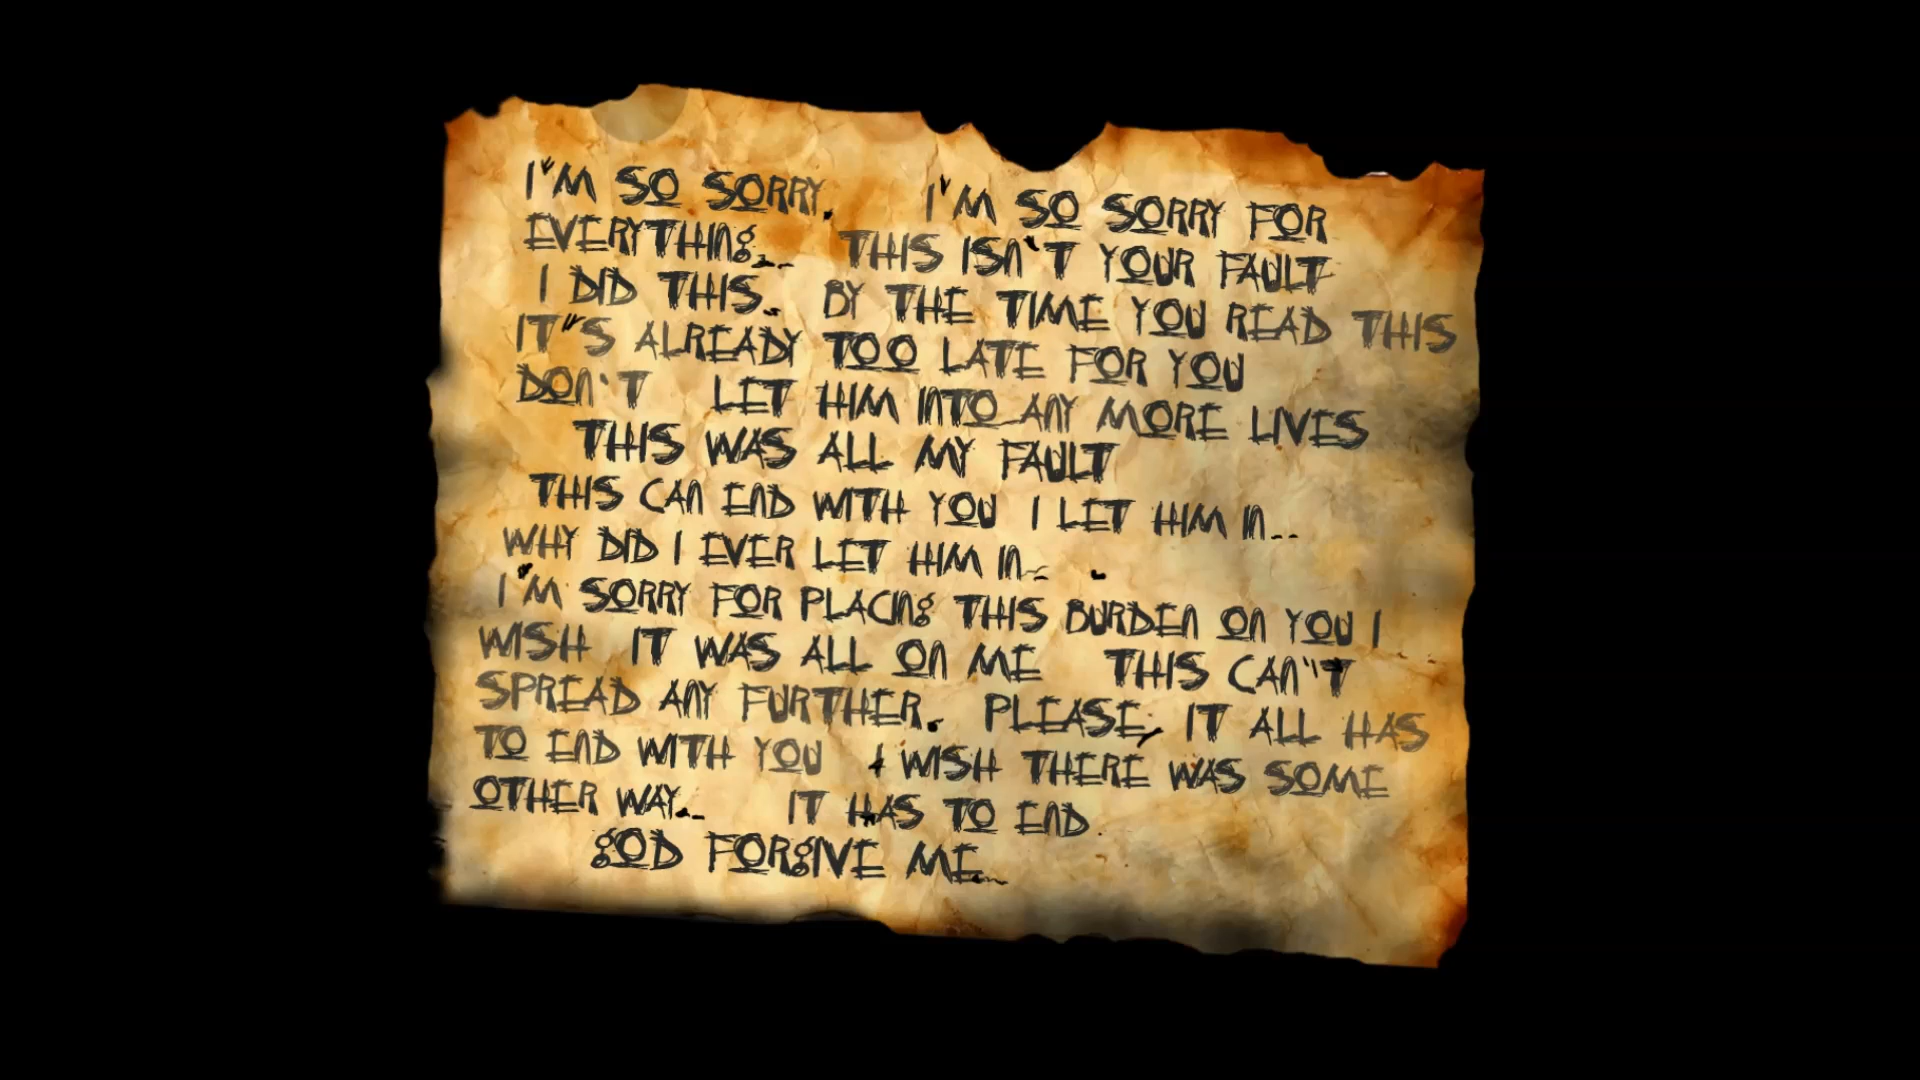 I'M SO SORRY. I'M SO SORRY FOR
EVERYTHING... THIS ISN'T YOUR FAULT
I DID THIS.. BY THE TIME YOU READ THIS
IT"S ALREADY TOO LATE FOR YOU
DON'T LET HIM INTO ANY MORE LIVES
THIS WAS ALL MY FAULT
THIS CAN END WITH YOU I LET HIM IN...
WHY DID I EVER LET HIM IN..
I'M SORRY FOR PLACING THIS BURDEN ON YOU I
WISH IT WAS ALL ON ME THIS CAN'T
SPREAD ANY FURTHER. PLEASE, IT ALL HAS
TO END WITH YOU I WISH THERE WAS SOME
OTHER WAY... IT HAS TO END.
GOD FORGIVE ME...